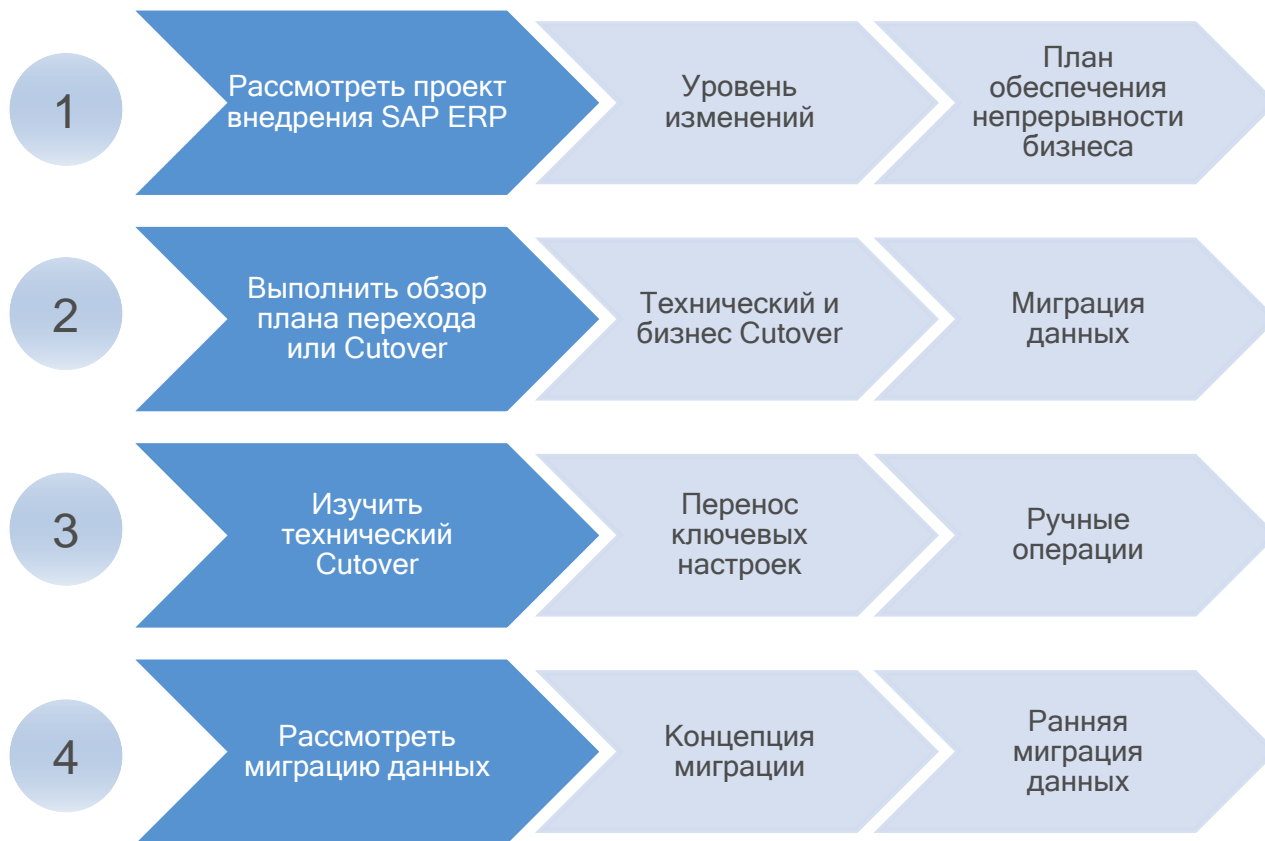 1
Рассмотреть проект
внедрения SAP ERP
Уровень
изменений
План
обеспечения
непрерывности
бизнеса
2
Выполнить обзор
плана перехода
или Cutover
Технический и
бизнес Cutover
Миграция
данных
3
Изучить
технический
Cutover
Перенос
ключевых
настроек
Ручные
операции
4
Рассмотреть
миграцию данных
Концепция
миграции
Ранняя
миграция
данных